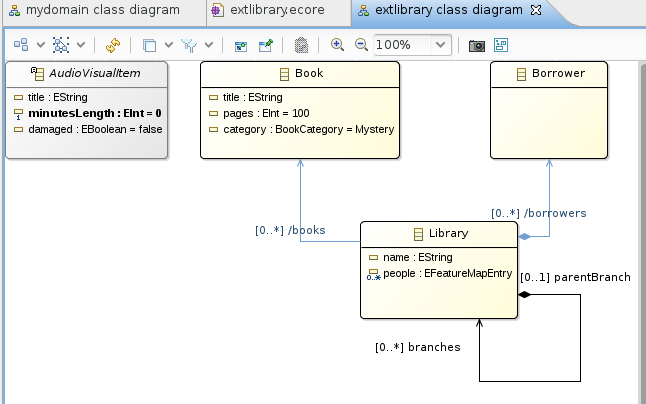 mydomain class diagram
extlibrary.ecore
extlibrary class diagram
100%
AudioVisualItem
title : EString
1 minutesLength : EInt = 0
damaged : EBoolean = false
Book
title : EString
pages : EInt = 100
category : BookCategory = Mystery
Borrower
[0..*] /books
[0..*] /borrowers
Library
name : EString
0..* people : EFeatureMapEntry
[0..1] parentBranch
[0..*] branches